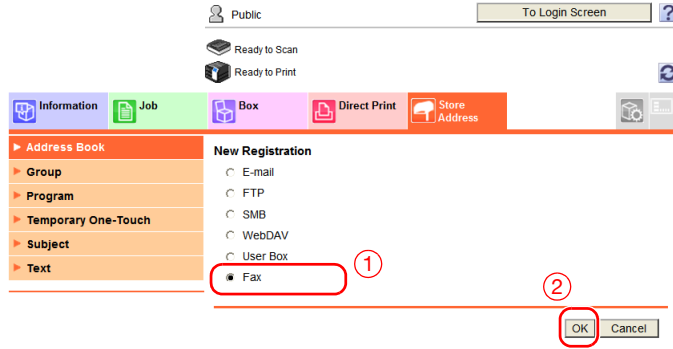 Public
To Login Screen
?
Ready to Scan
Ready to Print
Information
Job
Box
Direct Print
Store
Address
Address Book
Group
Program
Temporary One-Touch
Subject
Text
New Registration
E-mail
FTP
SMB
WebDAV
User Box
Fax
1
2
OK
Cancel